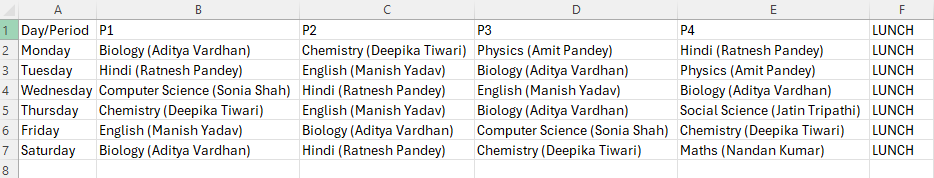 A B C D E F
1 Day/Period P1 P2 P3 P4 LUNCH
2 Monday Biology (Aditya Vardhan) Chemistry (Deepika Tiwari) Physics (Amit Pandey) Hindi (Ratnesh Pandey) LUNCH
3 Tuesday Hindi (Ratnesh Pandey) English (Manish Yadav) Biology (Aditya Vardhan) Physics (Amit Pandey) LUNCH
4 Wednesday Computer Science (Sonia Shah) Hindi (Ratnesh Pandey) English (Manish Yadav) Biology (Aditya Vardhan) LUNCH
5 Thursday Chemistry (Deepika Tiwari) English (Manish Yadav) Biology (Aditya Vardhan) Social Science (Jatin Tripathi) LUNCH
6 Friday English (Manish Yadav) Biology (Aditya Vardhan) Computer Science (Sonia Shah) Chemistry (Deepika Tiwari) LUNCH
7 Saturday Biology (Aditya Vardhan) Hindi (Ratnesh Pandey) Chemistry (Deepika Tiwari) Maths (Nandan Kumar) LUNCH
8